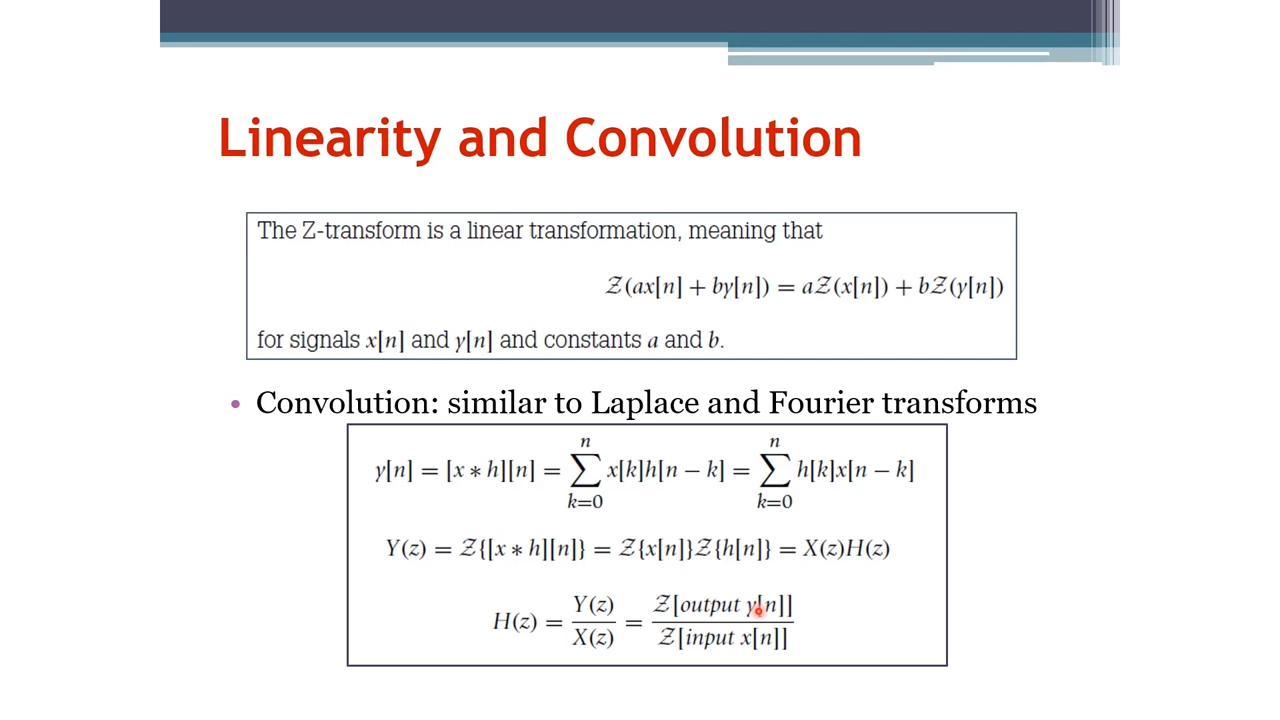 Linearity and Convolution
The Z-transform is a linear transformation, meaning that
𝒵(ax[n] + by[n]) = a𝒵(x[n]) + b𝒵(y[n])
for signals x[n] and y[n] and constants a and b.
• Convolution: similar to Laplace and Fourier transforms
y[n] = [x ∗ h][n] = ∑_{k=0}^{n} x[k]h[n − k] = ∑_{k=0}^{n} h[k]x[n − k]
Y(z) = 𝒵{[x ∗ h][n]} = 𝒵{x[n]}𝒵{h[n]} = X(z)H(z)
H(z) = Y(z)/X(z) = 𝒵[output y[n]]/𝒵[input x[n]]